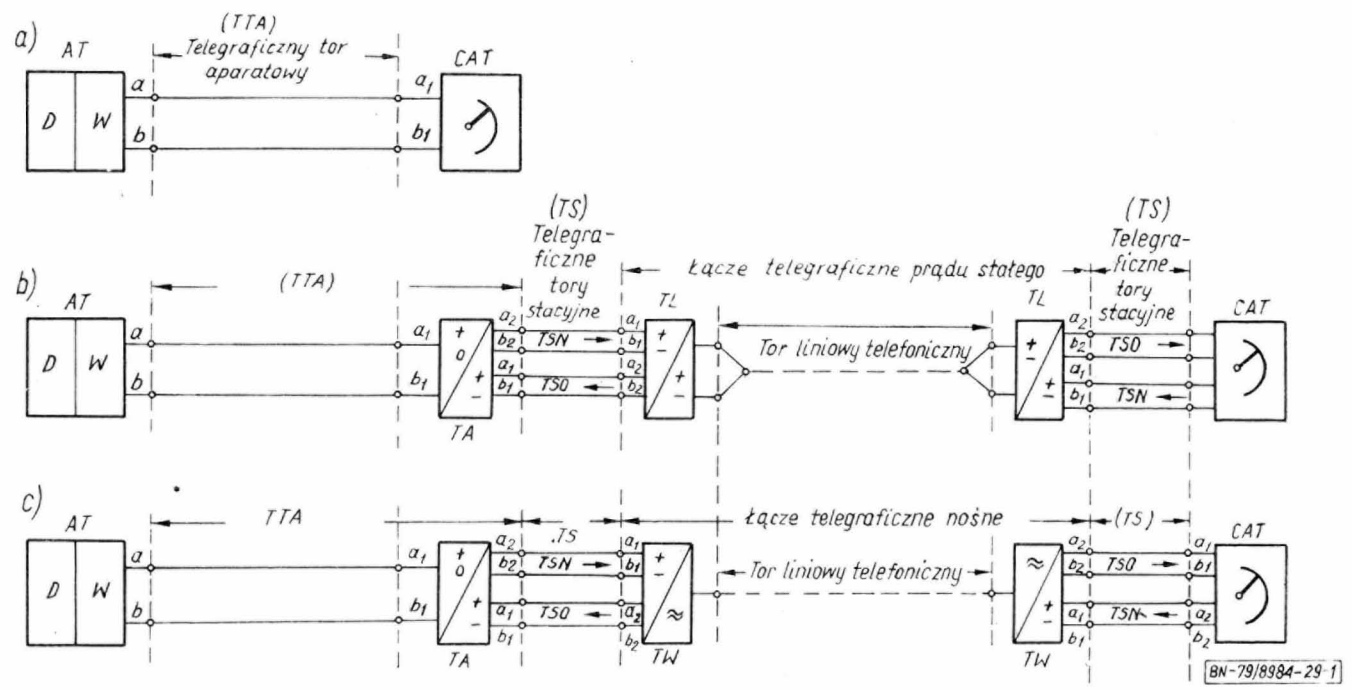 a)
(TTA)
Telegraficzny tor
aparatowy
AT
CAT
D W
a
b
a1
b1
b)
(TS)
Telegra-
ficzne
tory
stacyjne
(TS)
Telegra-
ficzne
tory
stacyjne
(TTA)
Łącze telegraficzne prądu stałego
AT
TL
TL
CAT
D W
a
b
a1
b1
+
0
+
-
TA
a2
b2
a1
b1
TSN
TSO
a1
b1
a2
b2
+
-
+
-
Tor liniowy telefoniczny
+
-
+
-
a2
b2
a1
b1
TSO
TSN
c)
AT
TTA
TS
Łącze telegraficzne nośne
(TS)
CAT
D W
a
b
a1
b1
+
0
+
-
TA
a2
b2
a1
b1
TSN
TSO
a1
b1
a2
b2
+
-
≈
TW
Tor liniowy telefoniczny
≈
+
-
TW
a2
b2
a1
b1
TSO
TSN
a1
b1
a2
b2
BN-79/8984-29-1